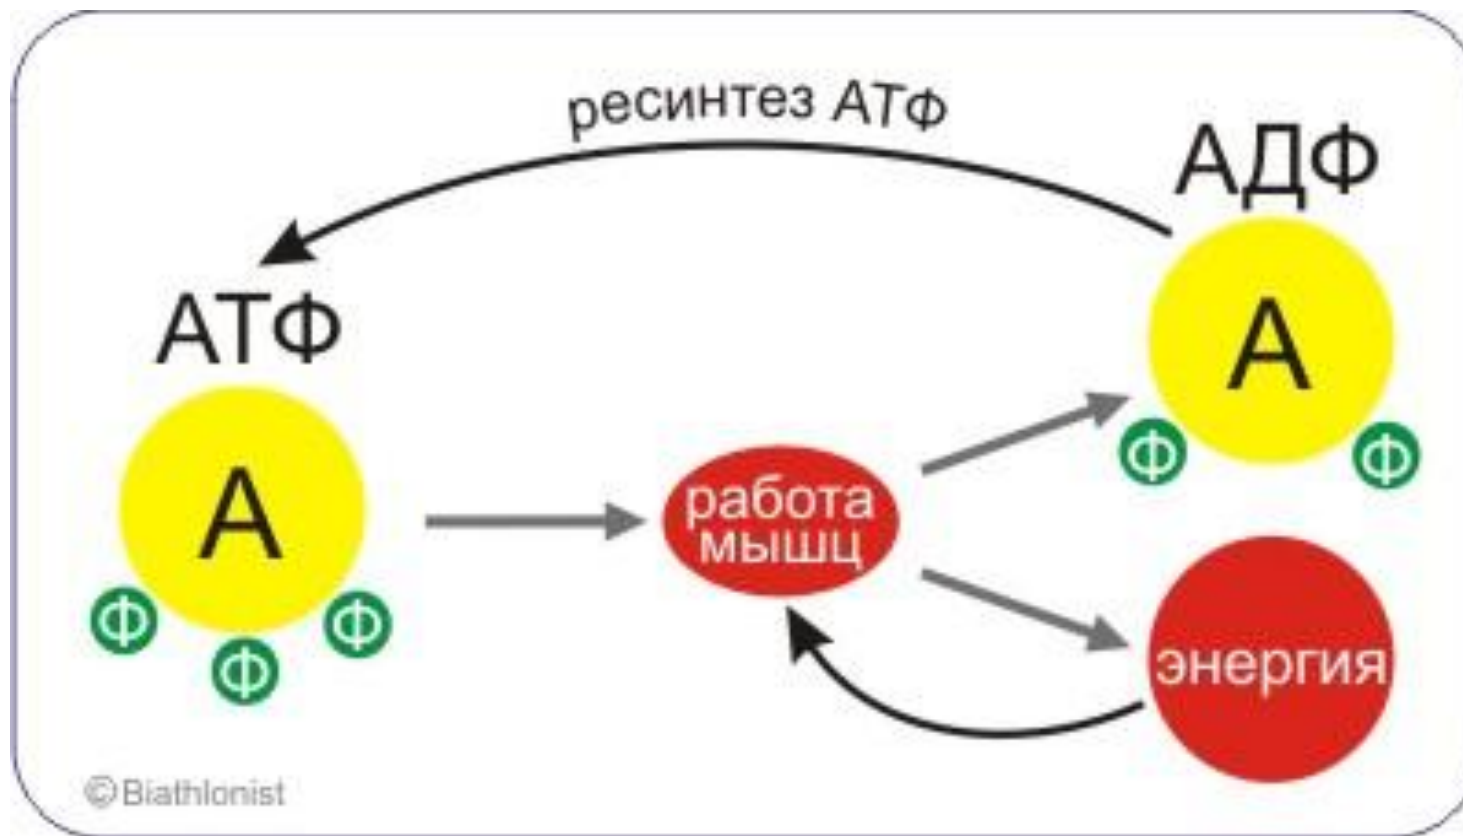 ресинтез АТФ
АДФ
АТФ
А
А
Ф
Ф
работа
мышц
Ф
Ф
Ф
энергия
©Biathlonist